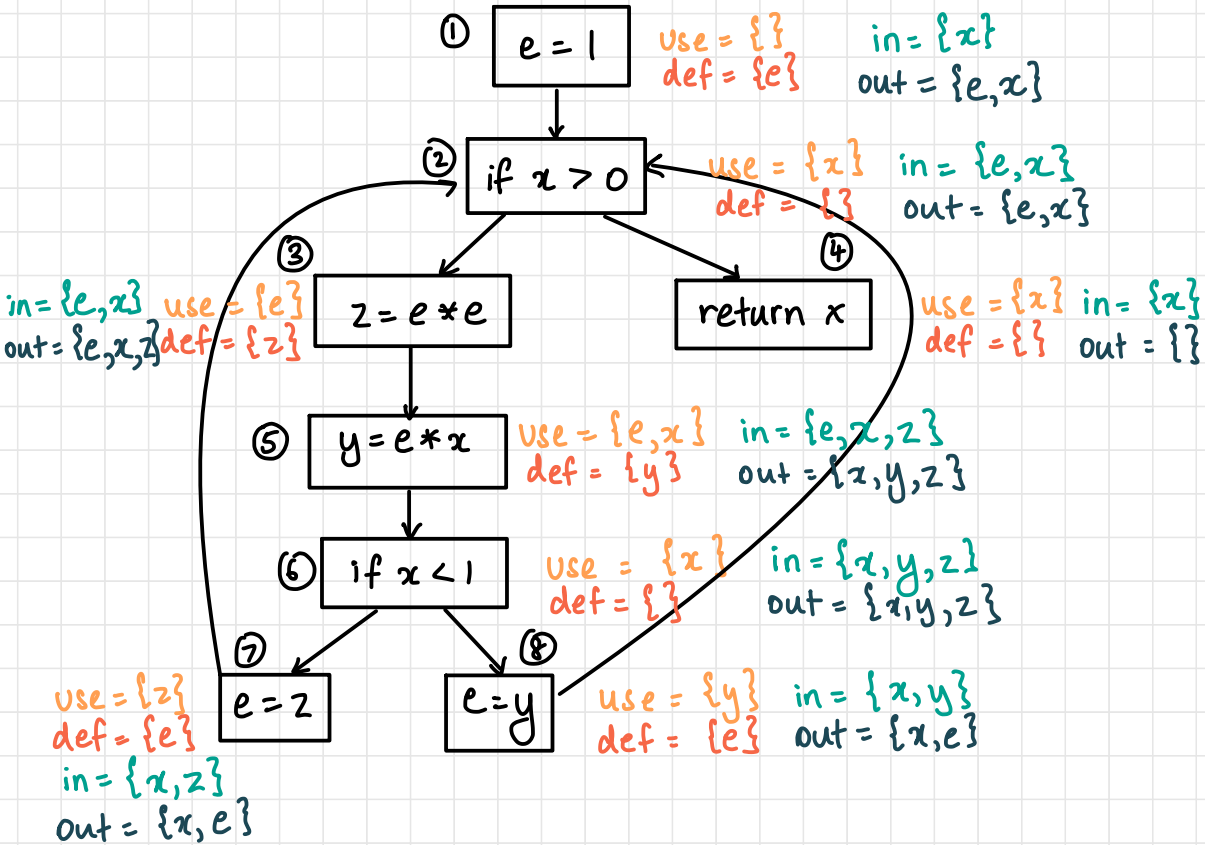 ① e = 1 use = { } in = {x}
def = {e} out = {e,x}
② if x > 0 use = {x} in = {e,x}
def = { } out = {e,x}
③ ④
in = {e,x} use = {e} z = e * e return x use = {x} in = {x}
out = {e,x,z} def = {z} def = { } out = { }
⑤ y = e * x use = {e,x} in = {e,x,z}
def = {y} out = {x,y,z}
⑥ if x < 1 use = {x} in = {x,y,z}
def = { } out = {x,y,z}
⑦ ⑧
use = {z} e = z e = y use = {y} in = {x,y}
def = {e} def = {e} out = {x,e}
in = {x,z}
out = {x,e}